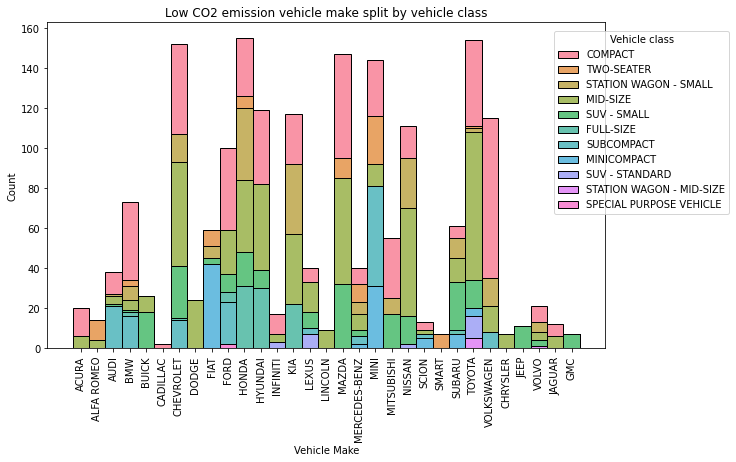 Low CO2 emission vehicle make split by vehicle class
Vehicle class
COMPACT
TWO-SEATER
STATION WAGON - SMALL
MID-SIZE
SUV - SMALL
FULL-SIZE
SUBCOMPACT
MINICOMPACT
SUV - STANDARD
STATION WAGON - MID-SIZE
SPECIAL PURPOSE VEHICLE
Count
160
140
120
100
80
60
40
20
0
ACURA
ALFA ROMEO
AUDI
BMW
BUICK
CADILLAC
CHEVROLET
DODGE
FIAT
FORD
HONDA
HYUNDAI
INFINITI
KIA
LEXUS
LINCOLN
MAZDA
MERCEDES-BENZ
MINI
MITSUBISHI
NISSAN
SCION
SMART
SUBARU
TOYOTA
VOLKSWAGEN
CHRYSLER
JEEP
VOLVO
JAGUAR
GMC
Vehicle Make